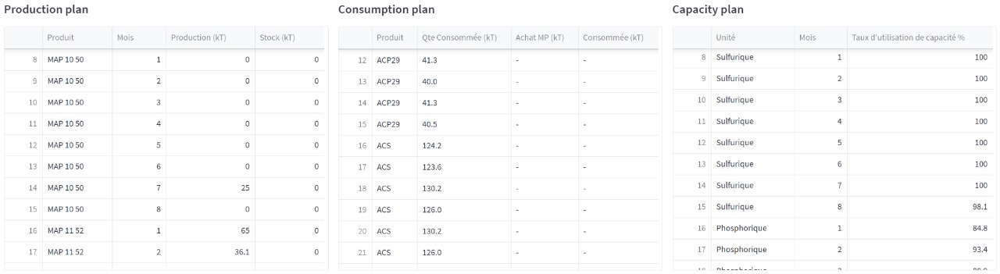 Production plan
Produit Mois Production (kT) Stock (kT)
8 MAP 10 50 1 0 0
9 MAP 10 50 2 0 0
10 MAP 10 50 3 0 0
11 MAP 10 50 4 0 0
12 MAP 10 50 5 0 0
13 MAP 10 50 6 0 0
14 MAP 10 50 7 25 0
15 MAP 10 50 8 0 0
16 MAP 11 52 1 65 0
17 MAP 11 52 2 36.1 0
Consumption plan
Produit Qte Consommée (kT) Achat MP (kT) Consommée (kT)
12 ACP29 41.3 - -
13 ACP29 40.0 - -
14 ACP29 41.3 - -
15 ACP29 40.5 - -
16 ACS 124.2 - -
17 ACS 123.6 - -
18 ACS 130.2 - -
19 ACS 126.0 - -
20 ACS 130.2 - -
21 ACS 126.0 - -
Capacity plan
Unité Mois Taux d'utilisation de capacité %
8 Sulfurique 1 100
9 Sulfurique 2 100
10 Sulfurique 3 100
11 Sulfurique 4 100
12 Sulfurique 5 100
13 Sulfurique 6 100
14 Sulfurique 7 100
15 Sulfurique 8 98.1
16 Phosphorique 1 84.8
17 Phosphorique 2 93.4